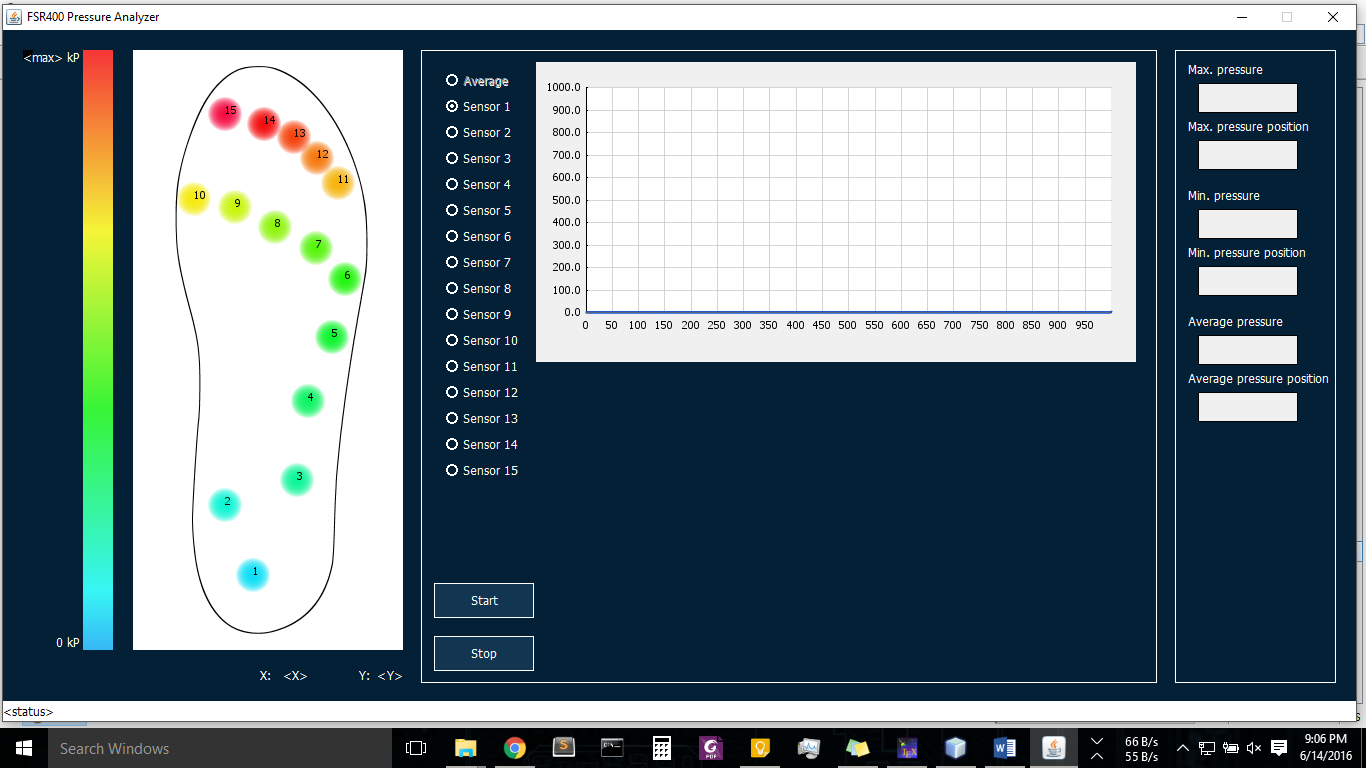 FSR400 Pressure Analyzer
<max> kP
0 kP
15
14
13
12
11
10
9
8
7
6
5
4
3
2
1
X: <X> Y: <Y>
Average
Sensor 1
Sensor 2
Sensor 3
Sensor 4
Sensor 5
Sensor 6
Sensor 7
Sensor 8
Sensor 9
Sensor 10
Sensor 11
Sensor 12
Sensor 13
Sensor 14
Sensor 15
Start
Stop
1000.0
900.0
800.0
700.0
600.0
500.0
400.0
300.0
200.0
100.0
0.0
0 50 100 150 200 250 300 350 400 450 500 550 600 650 700 750 800 850 900 950
Max. pressure
Max. pressure position
Min. pressure
Min. pressure position
Average pressure
Average pressure position
<status>
Search Windows
66 B/s
55 B/s
9:06 PM
6/14/2016